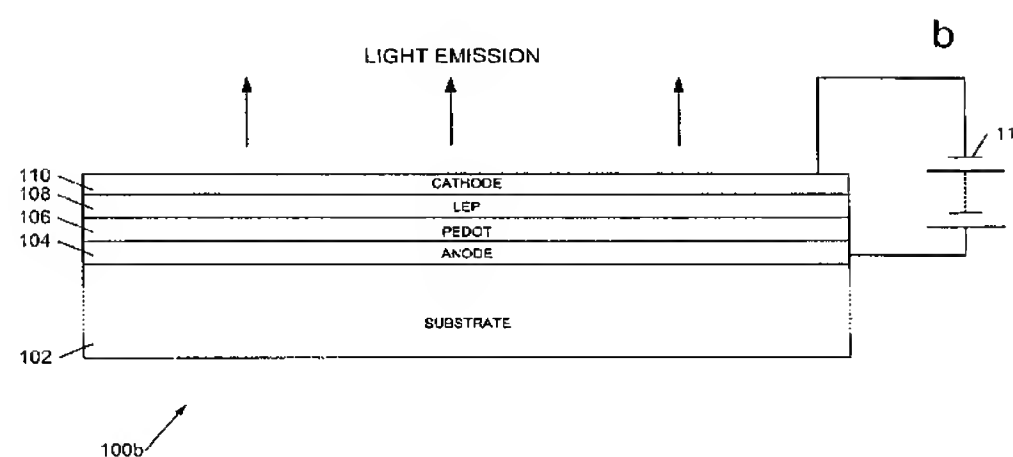 b
LIGHT EMISSION
11
110
CATHODE
108
LEP
106
PEDOT
104
ANODE
SUBSTRATE
102
100b